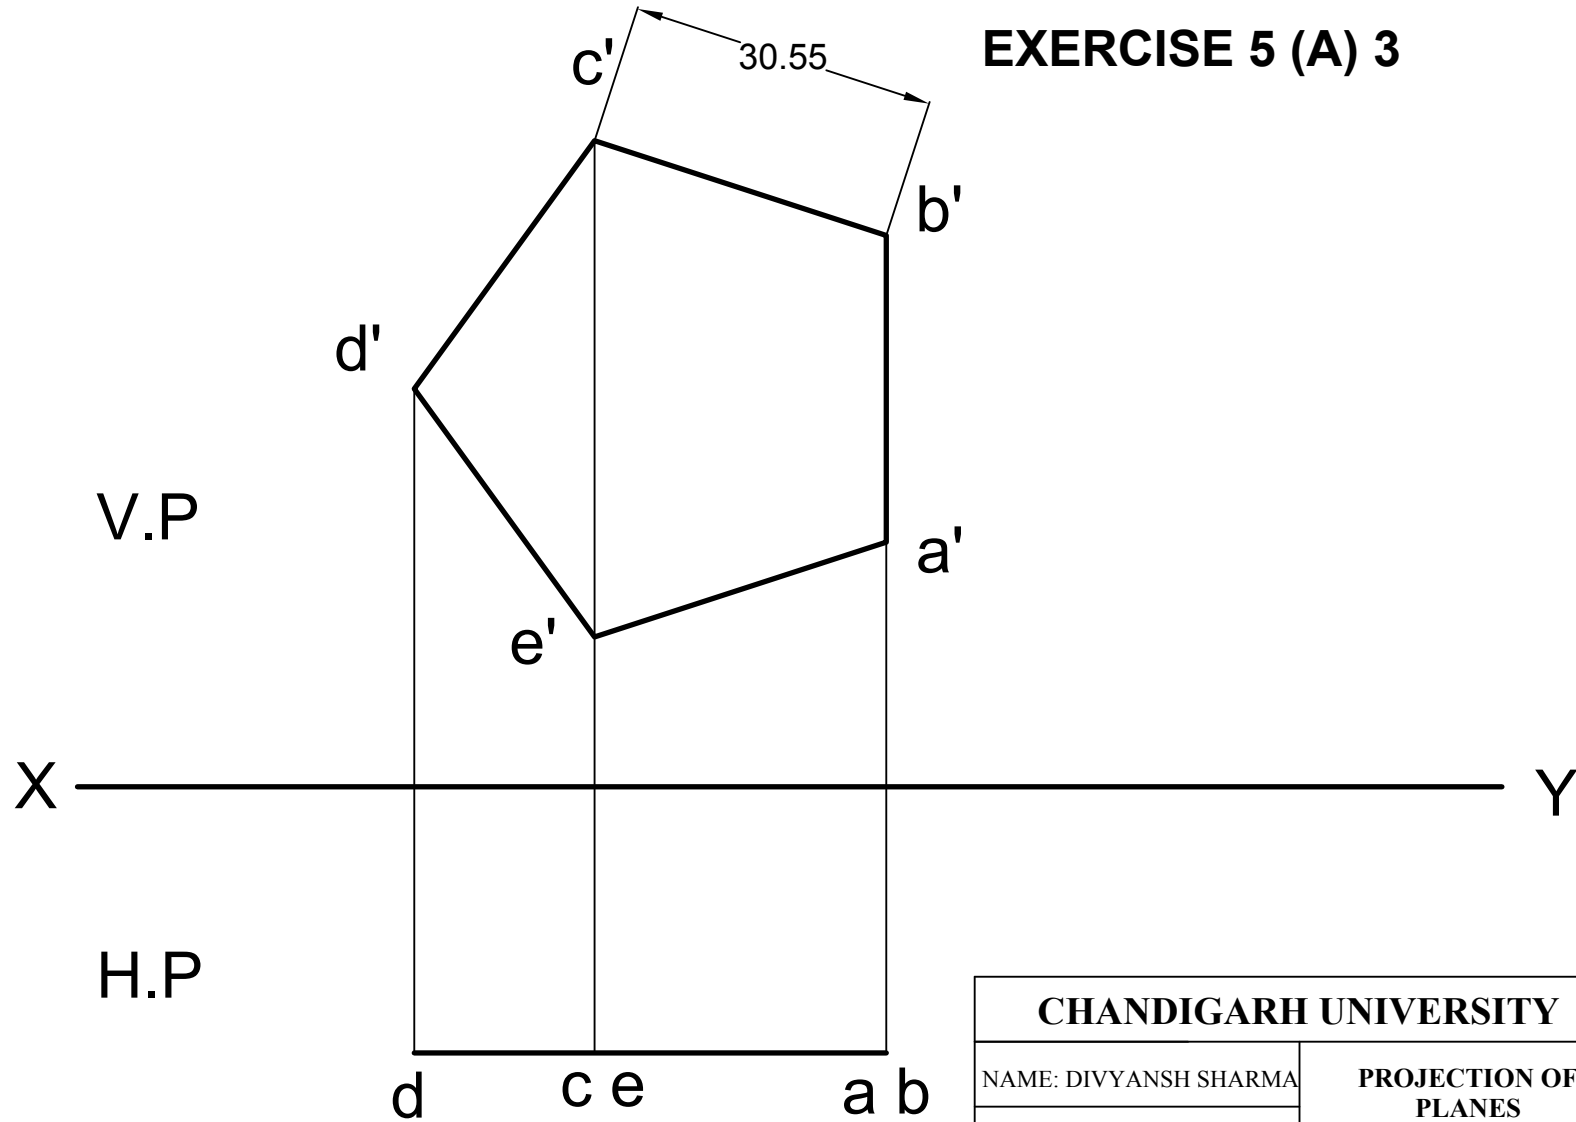 EXERCISE 5 (A) 3
c'
30.55
b'
d'
V.P
a'
e'
X
Y
H.P
CHANDIGARH UNIVERSITY
NAME: DIVYANSH SHARMA
PROJECTION OF
PLANES
d
c e
a b